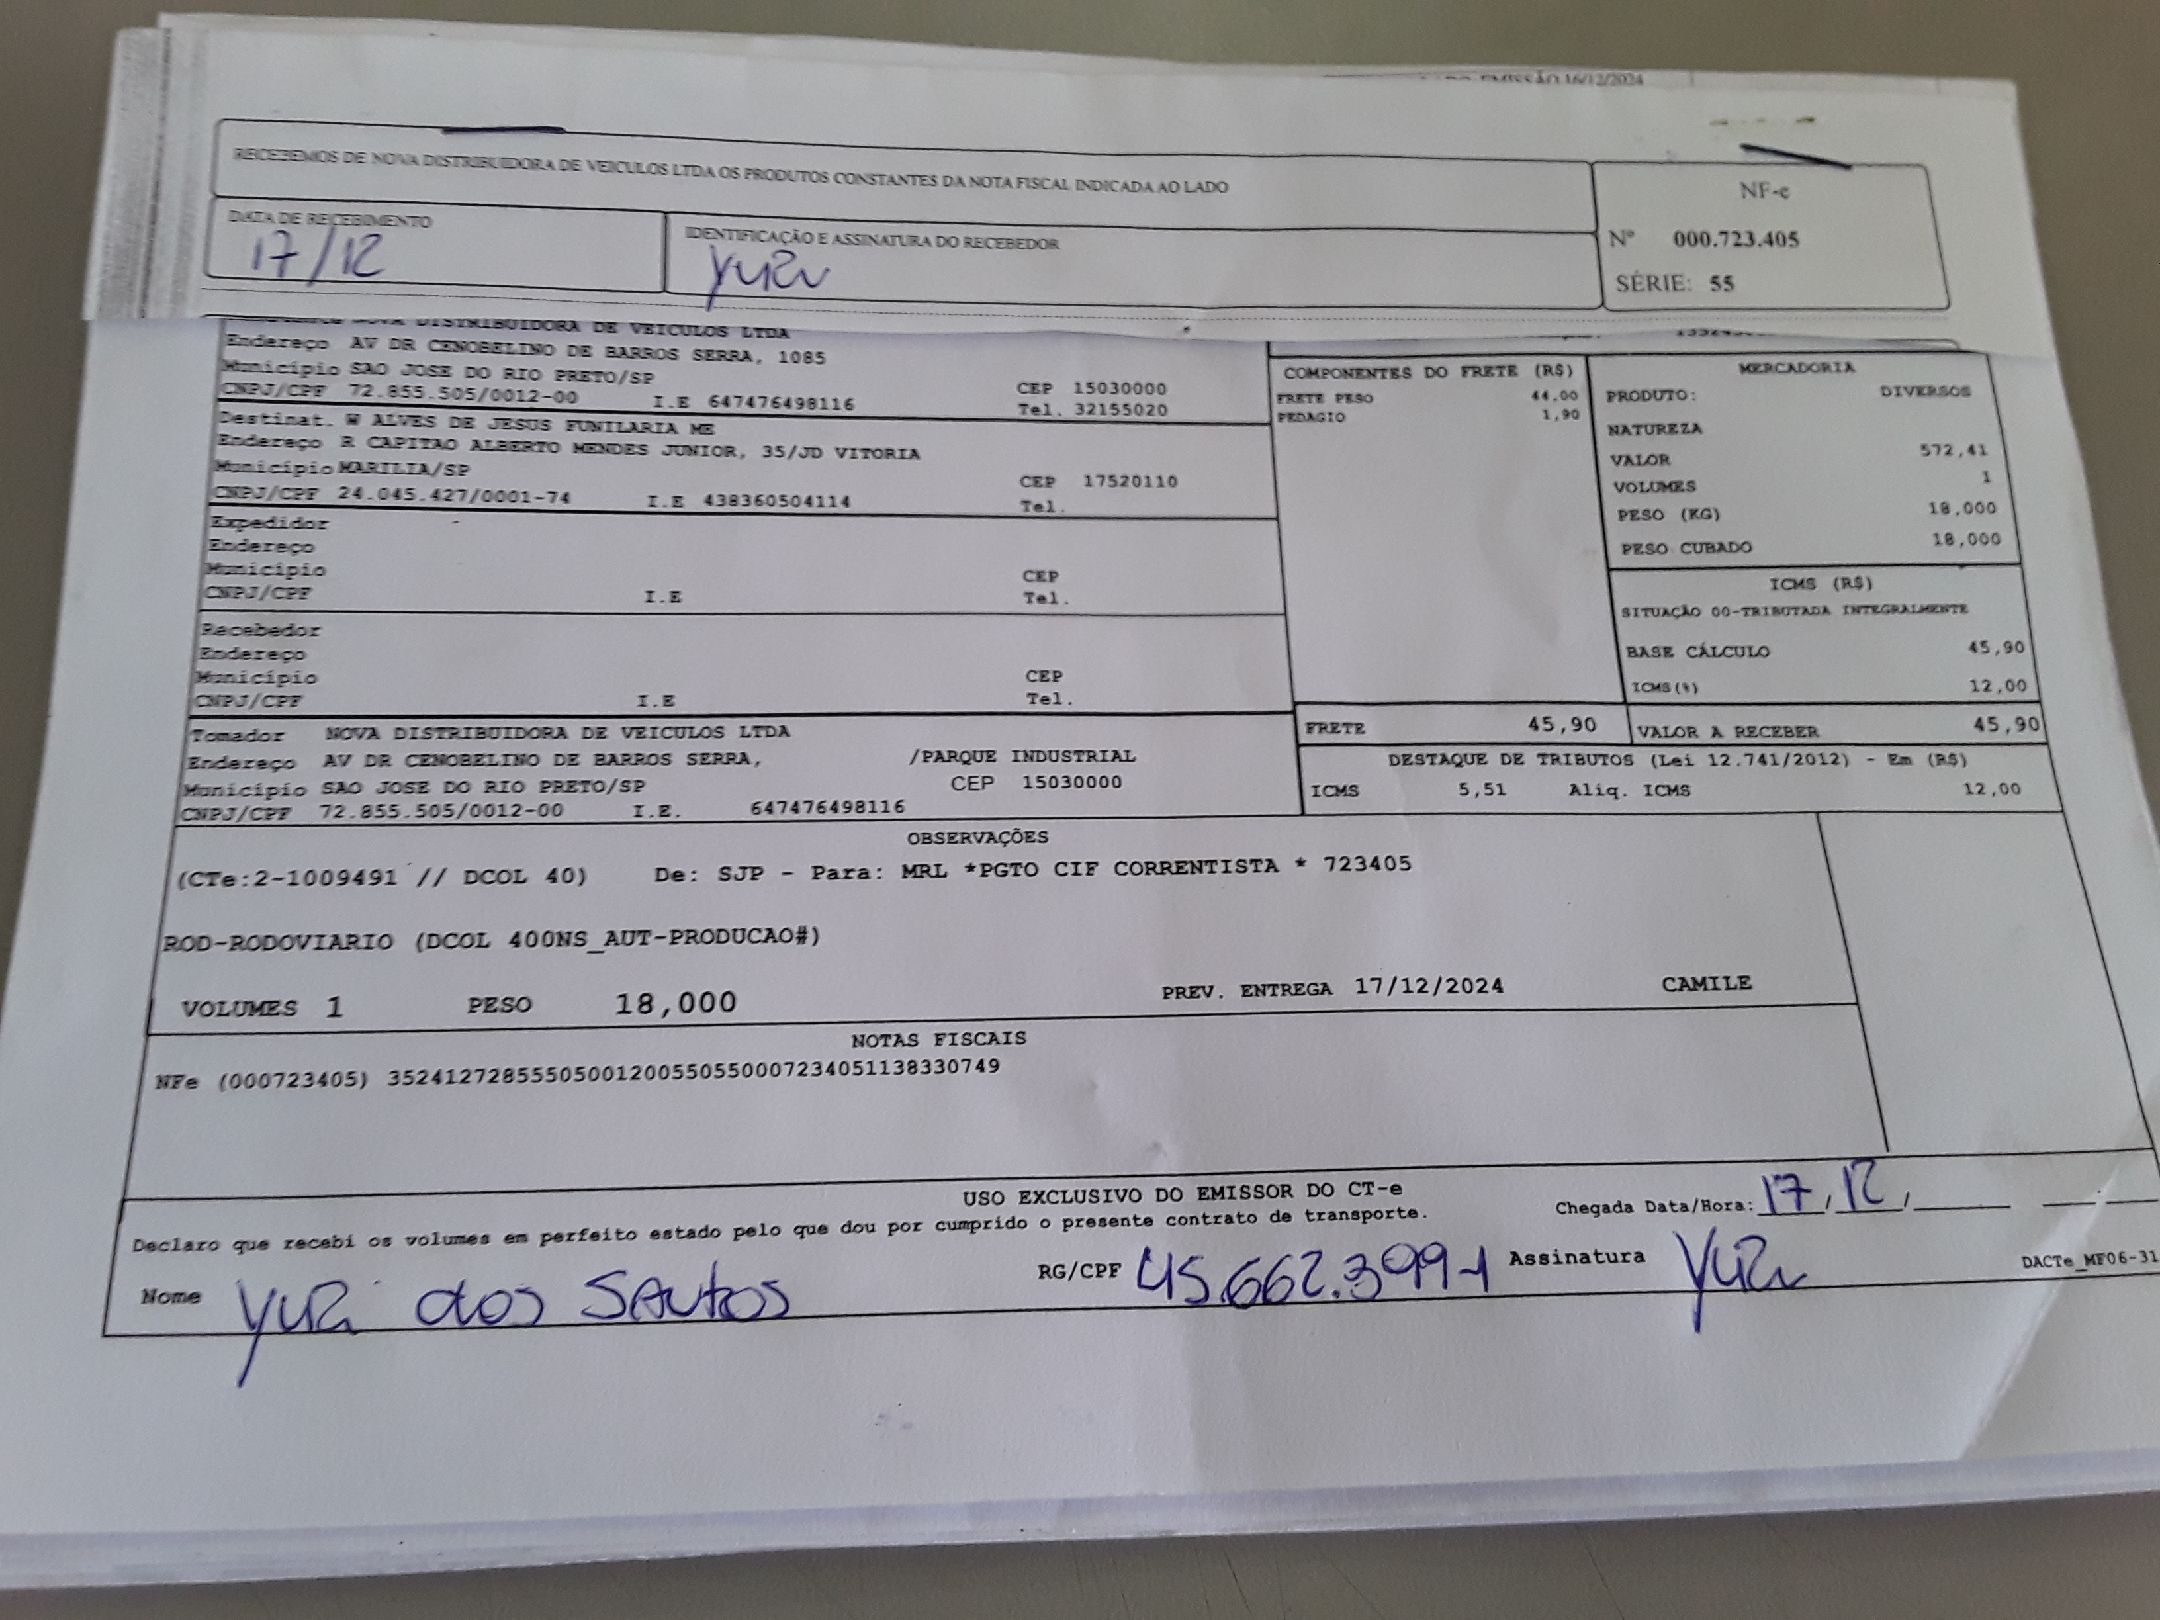 EMISSÃO 16/12/2024
RECEBEMOS DE NOVA DISTRIBUIDORA DE VEICULOS LTDA OS PRODUTOS CONSTANTES DA NOTA FISCAL INDICADA AO LADO
DATA DE RECEBIMENTO
17/12
IDENTIFICAÇÃO E ASSINATURA DO RECEBEDOR
Yuri
NF-e
Nº 000.723.405
SÉRIE: 55
NOVA DISTRIBUIDORA DE VEICULOS LTDA
Endereço AV DR CENOBELINO DE BARROS SERRA, 1085
Município SAO JOSE DO RIO PRETO/SP CEP 15030000
CNPJ/CPF 72.855.505/0012-00 I.E 647476498116 Tel. 32155020
Destinat. W ALVES DE JESUS FUNILARIA ME
Endereço R CAPITAO ALBERTO MENDES JUNIOR, 35/JD VITORIA
Município MARILIA/SP CEP 17520110
CNPJ/CPF 24.045.427/0001-74 I.E 438360504114 Tel.
Expedidor
Endereço
Município CEP
CNPJ/CPF I.E Tel.
Recebedor
Endereço
Município CEP
CNPJ/CPF I.E Tel.
Tomador NOVA DISTRIBUIDORA DE VEICULOS LTDA
Endereço AV DR CENOBELINO DE BARROS SERRA, /PARQUE INDUSTRIAL
Município SAO JOSE DO RIO PRETO/SP CEP 15030000
CNPJ/CPF 72.855.505/0012-00 I.E. 647476498116
COMPONENTES DO FRETE (R$)
FRETE PESO 44,00
PEDAGIO 1,90
MERCADORIA
PRODUTO: DIVERSOS
NATUREZA
VALOR 572,41
VOLUMES 1
PESO (KG) 18,000
PESO CUBADO 18,000
ICMS (R$)
SITUAÇÃO 00-TRIBUTADA INTEGRALMENTE
BASE CÁLCULO 45,90
ICMS(%) 12,00
FRETE 45,90 VALOR A RECEBER 45,90
DESTAQUE DE TRIBUTOS (Lei 12.741/2012) - Em (R$)
ICMS 5,51 Aliq. ICMS 12,00
OBSERVAÇÕES
(CTe:2-1009491 // DCOL 40) De: SJP - Para: MRL *PGTO CIF CORRENTISTA * 723405
ROD-RODOVIARIO (DCOL 400NS_AUT-PRODUCAO#)
VOLUMES 1 PESO 18,000 PREV. ENTREGA 17/12/2024 CAMILE
NOTAS FISCAIS
NFe (000723405) 35241272855505001200550550007234051138330749
USO EXCLUSIVO DO EMISSOR DO CT-e
Declaro que recebi os volumes em perfeito estado pelo que dou por cumprido o presente contrato de transporte.
Chegada Data/Hora: 17/12/
Nome Yuri dos Santos RG/CPF 45.662.399-1 Assinatura Yuri
DACTe_MF06-31